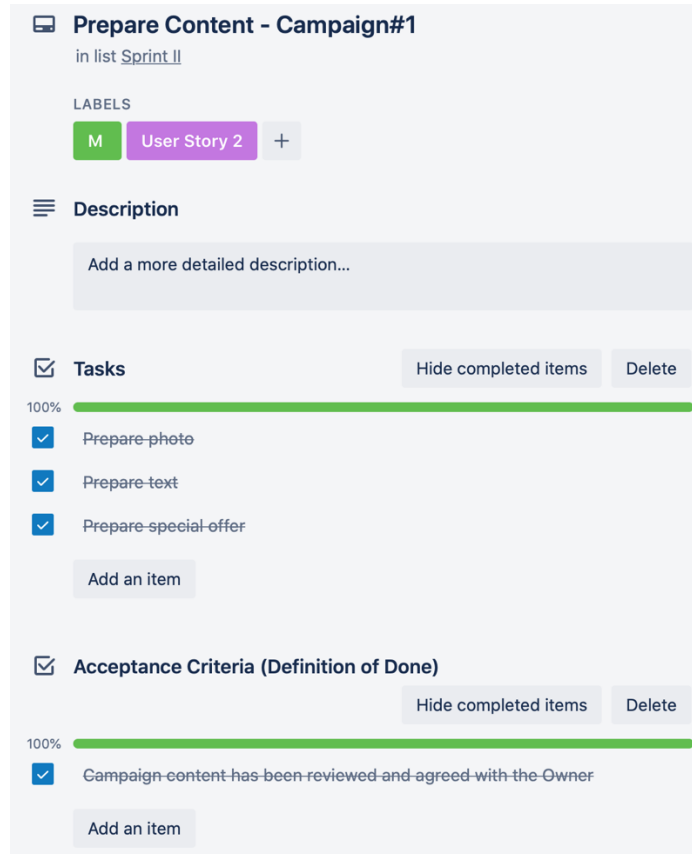 Prepare Content - Campaign#1
in list Sprint II
LABELS
M User Story 2 +
Description
Add a more detailed description...
Tasks Hide completed items Delete
100%
Prepare photo
Prepare text
Prepare special offer
Add an item
Acceptance Criteria (Definition of Done)
Hide completed items Delete
100%
Campaign content has been reviewed and agreed with the Owner
Add an item